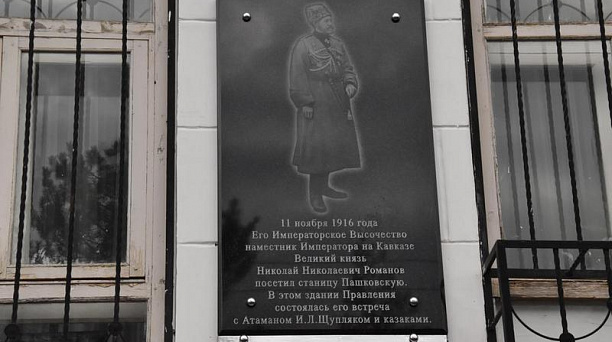 11 ноября 1916 года
Его Императорское Высочество
наместник Императора на Кавказе
Великий князь
Николай Николаевич Романов
посетил станицу Пашковскую.
В этом здании Правления
состоялась его встреча
с Атаманом И.Л.Щупляком и казаками.